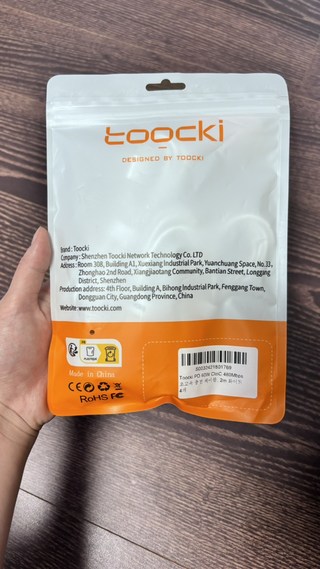 toocki
DESIGNED BY TOOCKI
Brand : Toocki
Company : Shenzhen Toocki Network Technology Co. LTD
Address : Room 308, Building A1, Xuexiang Industrial Park, Yuanchuang Space, No.33,
Zhonghao 2nd Road, Xiangjiaotang Community, Bantian Street, Longgang
District, Shenzhen
Production address: 4th Floor, Building A, Bihong Industrial Park, Fenggang Town,
Dongguan City, Guangdong Province, China
Website: www.toocki.com
Made in China
CE
RoHS FC